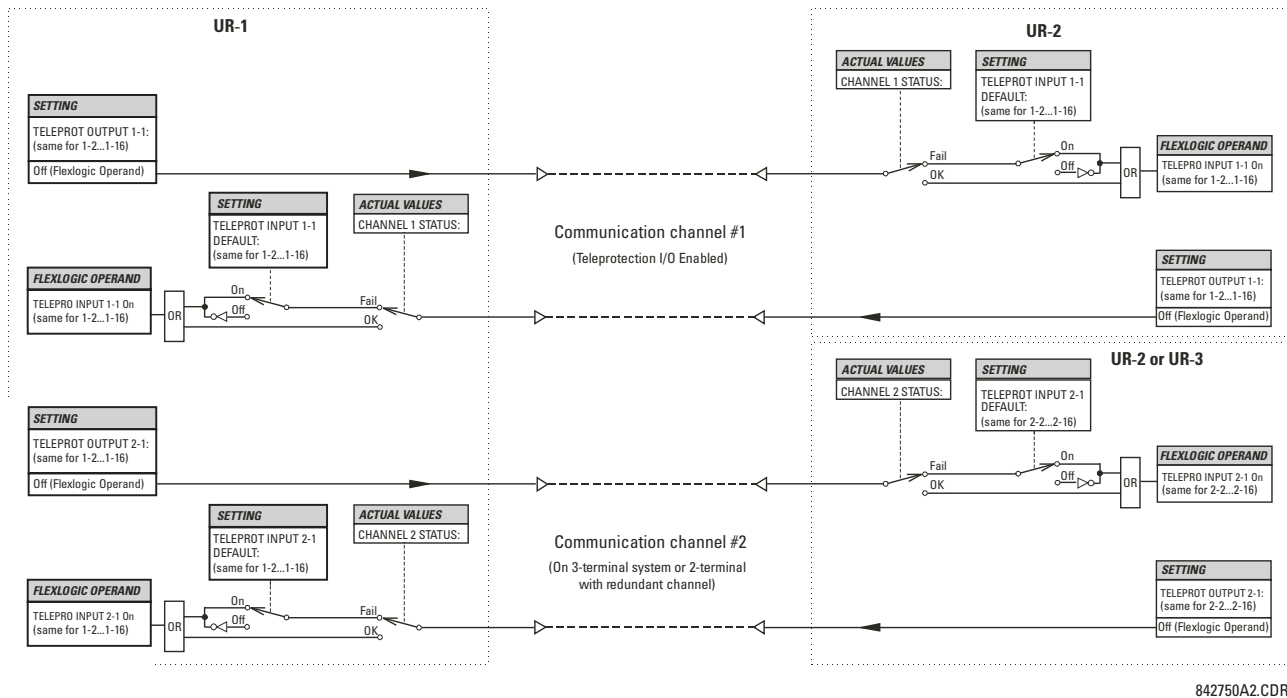 UR-1
UR-2
ACTUAL VALUES
CHANNEL 1 STATUS:
SETTING
TELEPROT INPUT 1-1
DEFAULT:
(same for 1-2...1-16)
SETTING
TELEPROT OUTPUT 1-1:
(same for 1-2...1-16)
Off (Flexlogic Operand)
Fail
OK
On
Off
OR
FLEXLOGIC OPERAND
TELEPRO INPUT 1-1 On
(same for 1-2...1-16)
SETTING
TELEPROT INPUT 1-1
DEFAULT:
(same for 1-2...1-16)
ACTUAL VALUES
CHANNEL 1 STATUS:
Communication channel #1
(Teleprotection I/O Enabled)
FLEXLOGIC OPERAND
TELEPRO INPUT 1-1 On
(same for 1-2...1-16)
OR
On
Off
Fail
OK
SETTING
TELEPROT OUTPUT 1-1:
(same for 1-2...1-16)
Off (Flexlogic Operand)
UR-2 or UR-3
ACTUAL VALUES
CHANNEL 2 STATUS:
SETTING
TELEPROT INPUT 2-1
DEFAULT:
(same for 2-2...2-16)
SETTING
TELEPROT OUTPUT 2-1:
(same for 1-2...1-16)
Off (Flexlogic Operand)
Fail
OK
On
Off
OR
FLEXLOGIC OPERAND
TELEPRO INPUT 2-1 On
(same for 2-2...2-16)
SETTING
TELEPROT INPUT 2-1
DEFAULT:
(same for 1-2...1-16)
ACTUAL VALUES
CHANNEL 2 STATUS:
Communication channel #2
(On 3-terminal system or 2-terminal
with redundant channel)
FLEXLOGIC OPERAND
TELEPRO INPUT 2-1 On
(same for 1-2...1-16)
OR
On
Off
Fail
OK
SETTING
TELEPROT OUTPUT 2-1:
(same for 2-2...2-16)
Off (Flexlogic Operand)
842750A2.CDR